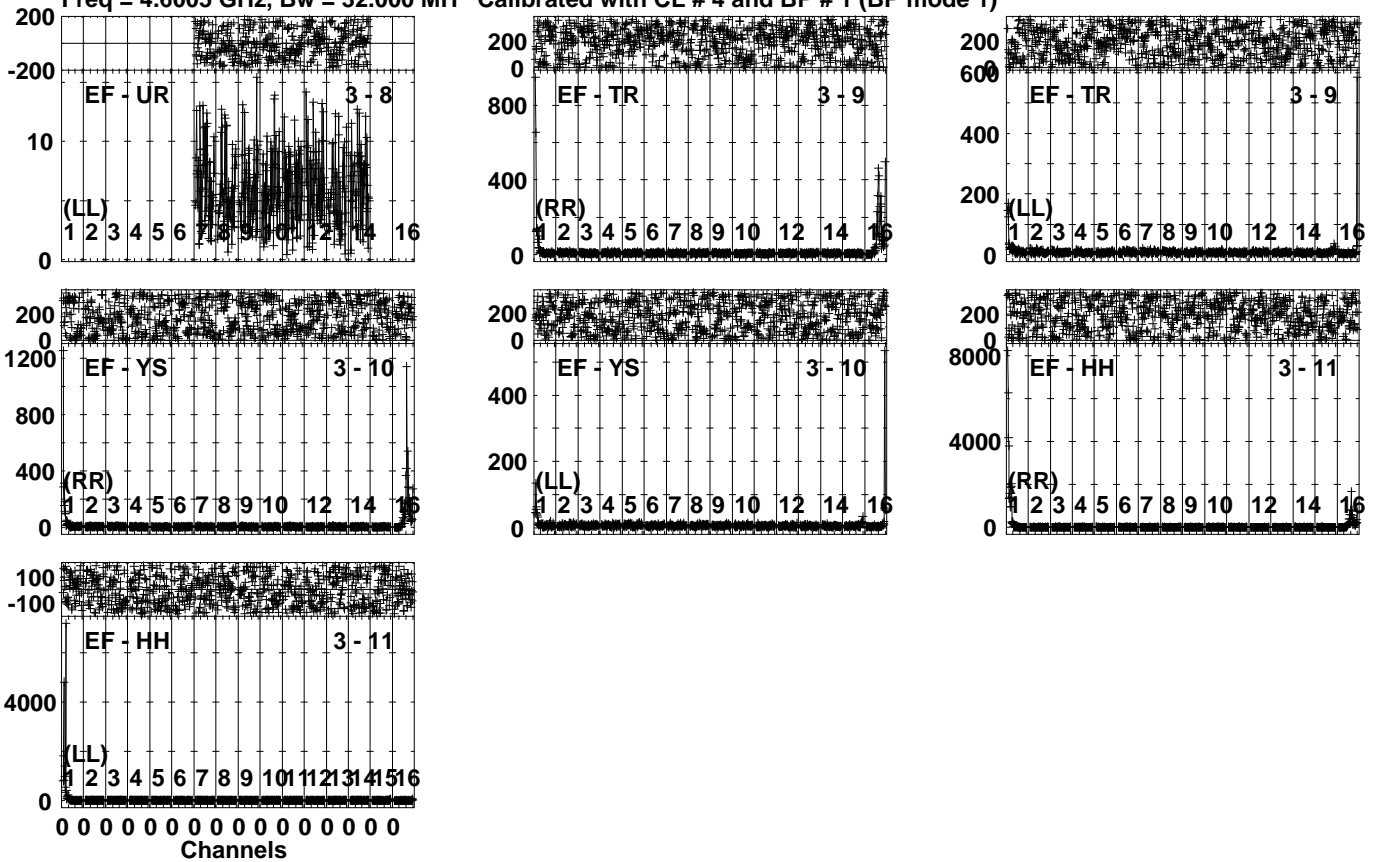 Freq = 4.6005 GHz, Bw = 32.000 MH Calibrated with CL # 4 and BP # 1 (BP mode 1)
200
-200
EF - UR 3 - 8
10
(LL)
1 2 3 4 5 6 7 8 9 10 12 14 16
0
200
0
EF - TR 3 - 9
800
400
(RR)
1 2 3 4 5 6 7 8 9 10 12 14 16
0
200
0
600
EF - TR 3 - 9
400
200
(LL)
1 2 3 4 5 6 7 8 9 10 12 14 16
0
200
0
1200
EF - YS 3 - 10
800
400
(RR)
1 2 3 4 5 6 7 8 9 10 12 14 16
0
200
0
EF - YS 3 - 10
400
200
(LL)
1 2 3 4 5 6 7 8 9 10 12 14 16
0
200
0
8000
EF - HH 3 - 11
4000
(RR)
1 2 3 4 5 6 7 8 9 10 12 14 16
0
100
-100
EF - HH 3 - 11
4000
(LL)
1 2 3 4 5 6 7 8 9 10 11 12 13 14 15 16
0
0 0 0 0 0 0 0 0 0 0 0 0 0 0 0 0
Channels